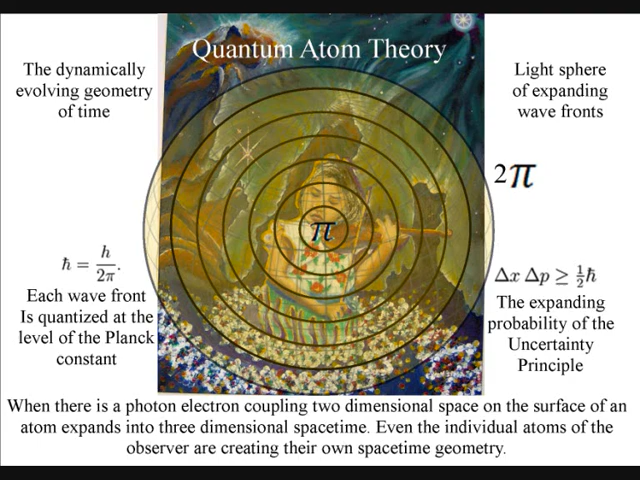 Quantum Atom Theory
The dynamically
evolving geometry
of time
Light sphere
of expanding
wave fronts
2π
π
ħ = h/2π.
Each wave front
Is quantized at the
level of the Planck
constant
Δx Δp ≥ ½ħ
The expanding
probability of the
Uncertainty
Principle
When there is a photon electron coupling two dimensional space on the surface of an
atom expands into three dimensional spacetime. Even the individual atoms of the
observer are creating their own spacetime geometry.